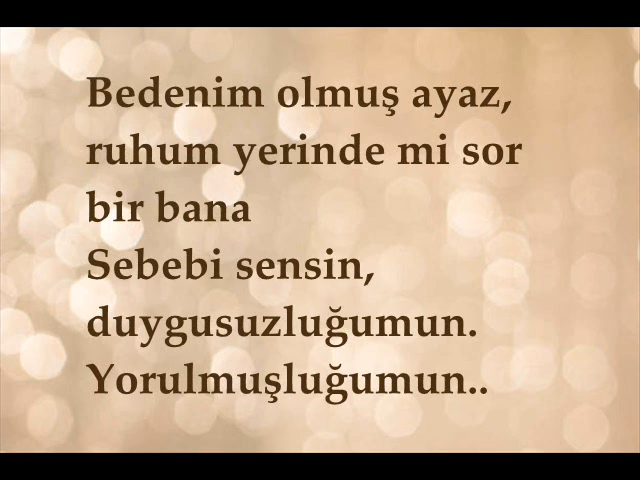 Bedenim olmuş ayaz,
ruhum yerinde mi sor
bir bana
Sebebi sensin,
duygusuzluğumun.
Yorulmuşluğumun..